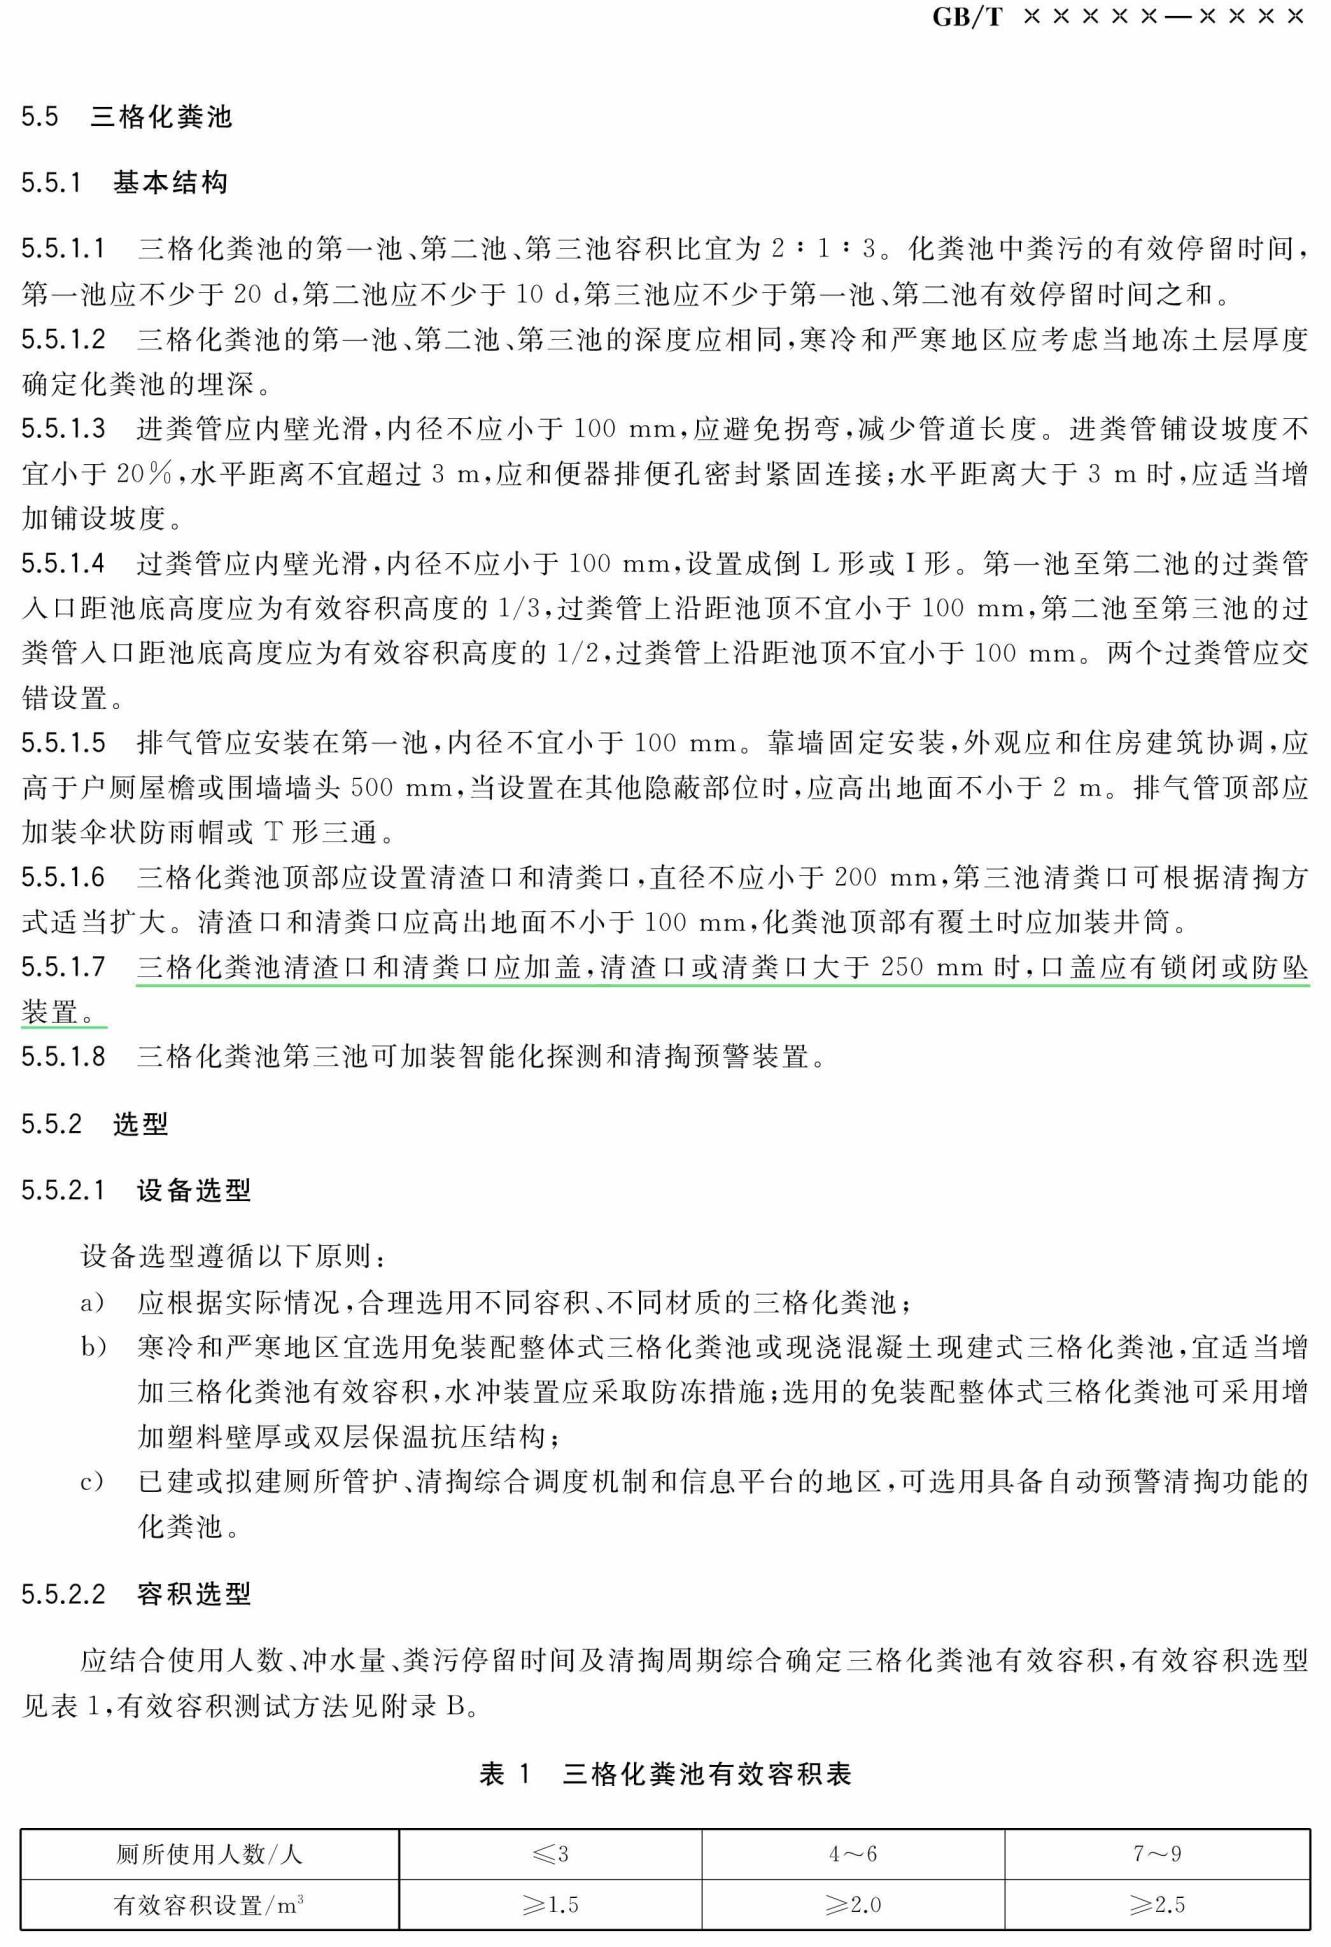 GB/T ×××××—××××
5.5 三格化粪池
5.5.1 基本结构
5.5.1.1 三格化粪池的第一池、第二池、第三池容积比宜为 2∶1∶3。化粪池中粪污的有效停留时间，
第一池应不少于 20 d，第二池应不少于 10 d，第三池应不少于第一池、第二池有效停留时间之和。
5.5.1.2 三格化粪池的第一池、第二池、第三池的深度应相同，寒冷和严寒地区应考虑当地冻土层厚度
确定化粪池的埋深。
5.5.1.3 进粪管应内壁光滑，内径不应小于 100 mm，应避免拐弯，减少管道长度。进粪管铺设坡度不
宜小于 20%，水平距离不宜超过 3 m，应和便器排便孔密封紧固连接；水平距离大于 3 m 时，应适当增
加铺设坡度。
5.5.1.4 过粪管应内壁光滑，内径不应小于 100 mm，设置成倒 L 形或 I 形。第一池至第二池的过粪管
入口距池底高度应为有效容积高度的 1/3，过粪管上沿距池顶不宜小于 100 mm，第二池至第三池的过
粪管入口距池底高度应为有效容积高度的 1/2，过粪管上沿距池顶不宜小于 100 mm。两个过粪管应交
错设置。
5.5.1.5 排气管应安装在第一池，内径不宜小于 100 mm。靠墙固定安装，外观应和住房建筑协调，应
高于户厕屋檐或围墙墙头 500 mm，当设置在其他隐蔽部位时，应高出地面不小于 2 m。排气管顶部应
加装伞状防雨帽或 T 形三通。
5.5.1.6 三格化粪池顶部应设置清渣口和清粪口，直径不应小于 200 mm，第三池清粪口可根据清掏方
式适当扩大。清渣口和清粪口应高出地面不小于 100 mm，化粪池顶部有覆土时应加装井筒。
5.5.1.7 三格化粪池清渣口和清粪口应加盖，清渣口或清粪口大于 250 mm 时，口盖应有锁闭或防坠
装置。
5.5.1.8 三格化粪池第三池可加装智能化探测和清掏预警装置。
5.5.2 选型
5.5.2.1 设备选型
设备选型遵循以下原则：
a) 应根据实际情况，合理选用不同容积、不同材质的三格化粪池；
b) 寒冷和严寒地区宜选用免装配整体式三格化粪池或现浇混凝土现建式三格化粪池，宜适当增
加三格化粪池有效容积，水冲装置应采取防冻措施；选用的免装配整体式三格化粪池可采用增
加塑料壁厚或双层保温抗压结构；
c) 已建或拟建厕所管护、清掏综合调度机制和信息平台的地区，可选用具备自动预警清掏功能的
化粪池。
5.5.2.2 容积选型
应结合使用人数、冲水量、粪污停留时间及清掏周期综合确定三格化粪池有效容积，有效容积选型
见表 1，有效容积测试方法见附录 B。
表 1 三格化粪池有效容积表
厕所使用人数/人 ≤3 4～6 7～9
有效容积设置/m³ ≥1.5 ≥2.0 ≥2.5